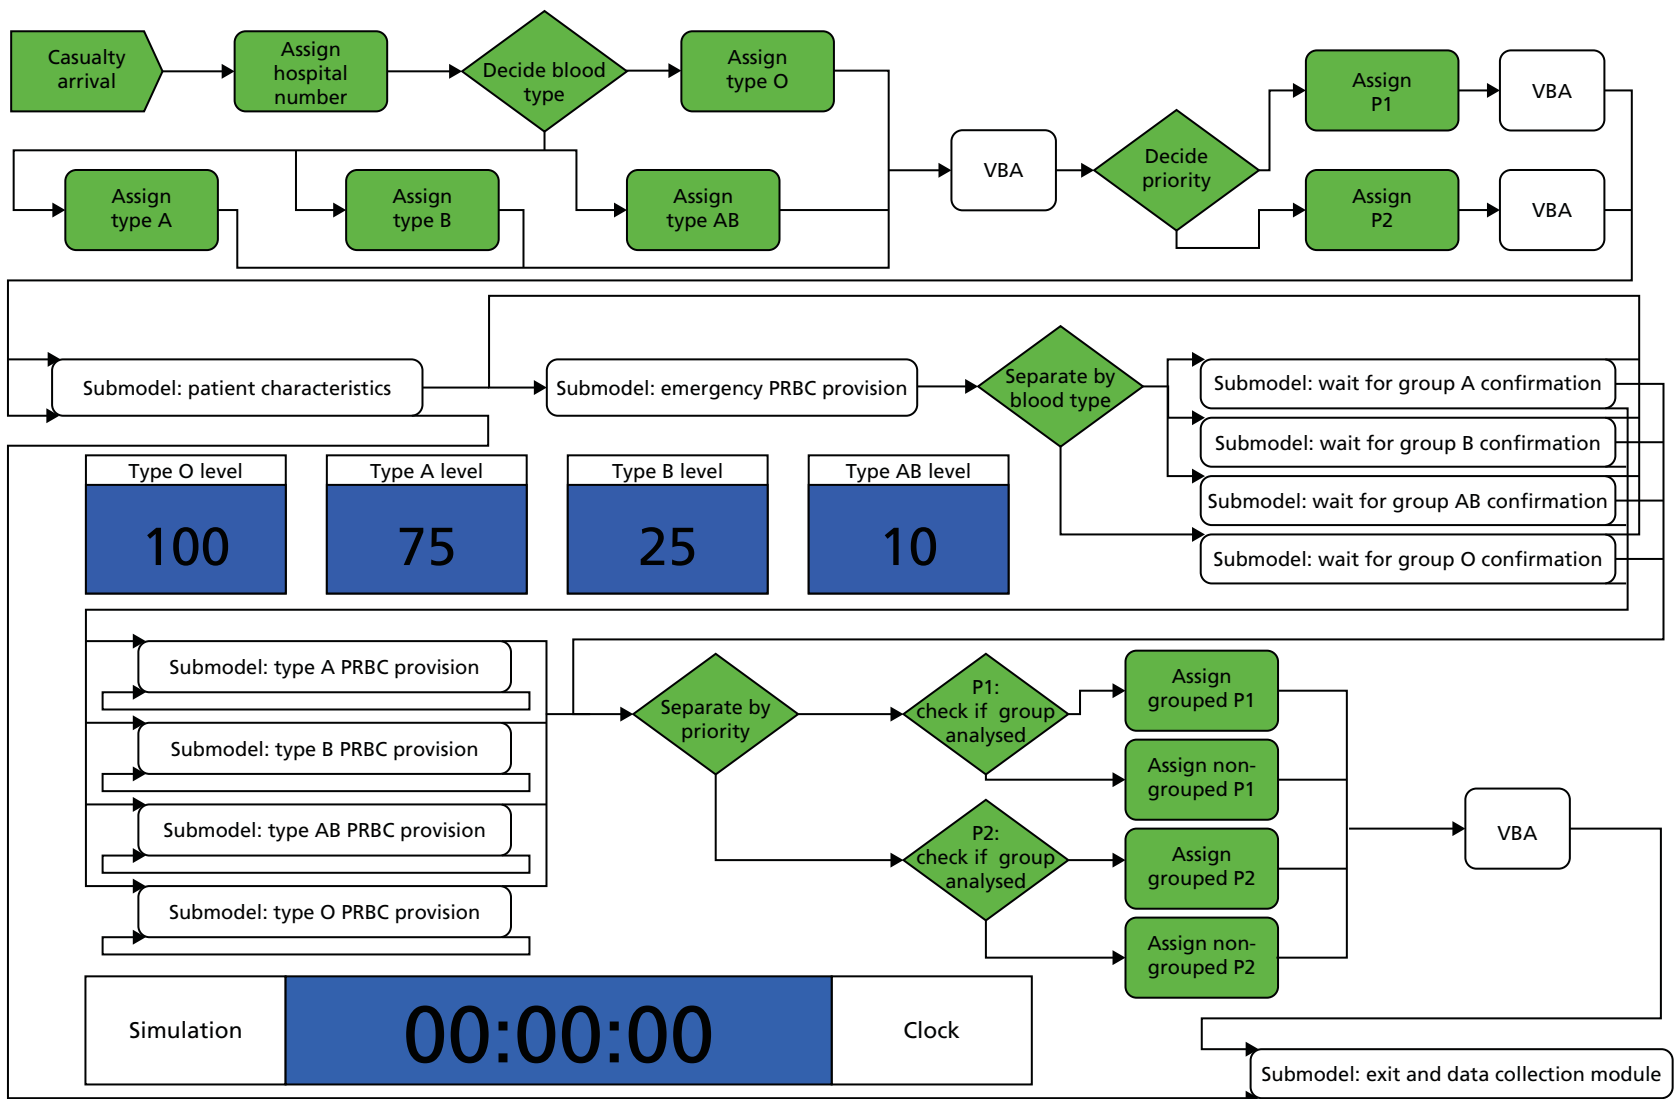 Casualty
arrival
Assign
hospital
number
Decide blood
type
Assign
type O
Assign
type A
Assign
type B
Assign
type AB
VBA
Decide
priority
Assign
P1
VBA
Assign
P2
VBA
Submodel: patient characteristics
Submodel: emergency PRBC provision
Separate by
blood type
Submodel: wait for group A confirmation
Submodel: wait for group B confirmation
Submodel: wait for group AB confirmation
Submodel: wait for group O confirmation
Type O level
100
Type A level
75
Type B level
25
Type AB level
10
Submodel: type A PRBC provision
Submodel: type B PRBC provision
Submodel: type AB PRBC provision
Submodel: type O PRBC provision
Separate by
priority
P1:
check if group
analysed
P2:
check if group
analysed
Assign
grouped P1
Assign non-
grouped P1
Assign
grouped P2
Assign non-
grouped P2
VBA
Simulation
00:00:00
Clock
Submodel: exit and data collection module